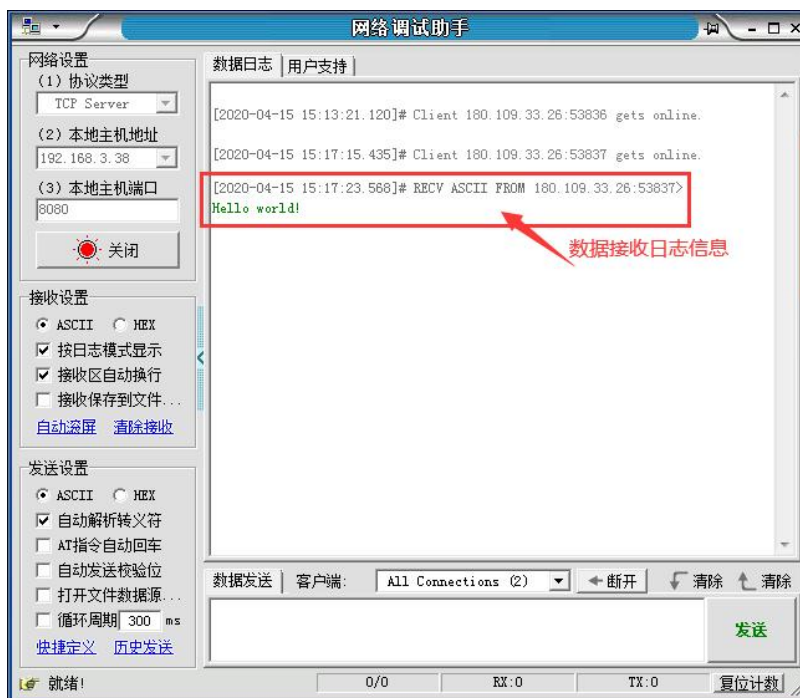 网络调试助手
网络设置
(1) 协议类型
TCP Server
(2) 本地主机地址
192.168.3.38
(3) 本地主机端口
8080
关闭
接收设置
ASCII HEX
按日志模式显示
接收区自动换行
接收保存到文件...
自动滚屏 清除接收
发送设置
ASCII HEX
自动解析转义符
AT指令自动回车
自动发送校验位
打开文件数据源...
循环周期 300 ms
快捷定义 历史发送
数据日志 用户支持
[2020-04-15 15:13:21.120]# Client 180.109.33.26:53836 gets online.
[2020-04-15 15:17:15.435]# Client 180.109.33.26:53837 gets online.
[2020-04-15 15:17:23.568]# RECV ASCII FROM 180.109.33.26:53837>
Hello world!
数据接收日志信息
数据发送 客户端: All Connections (2) 断开 清除 清除
发送
就绪! 0/0 RX:0 TX:0 复位计数